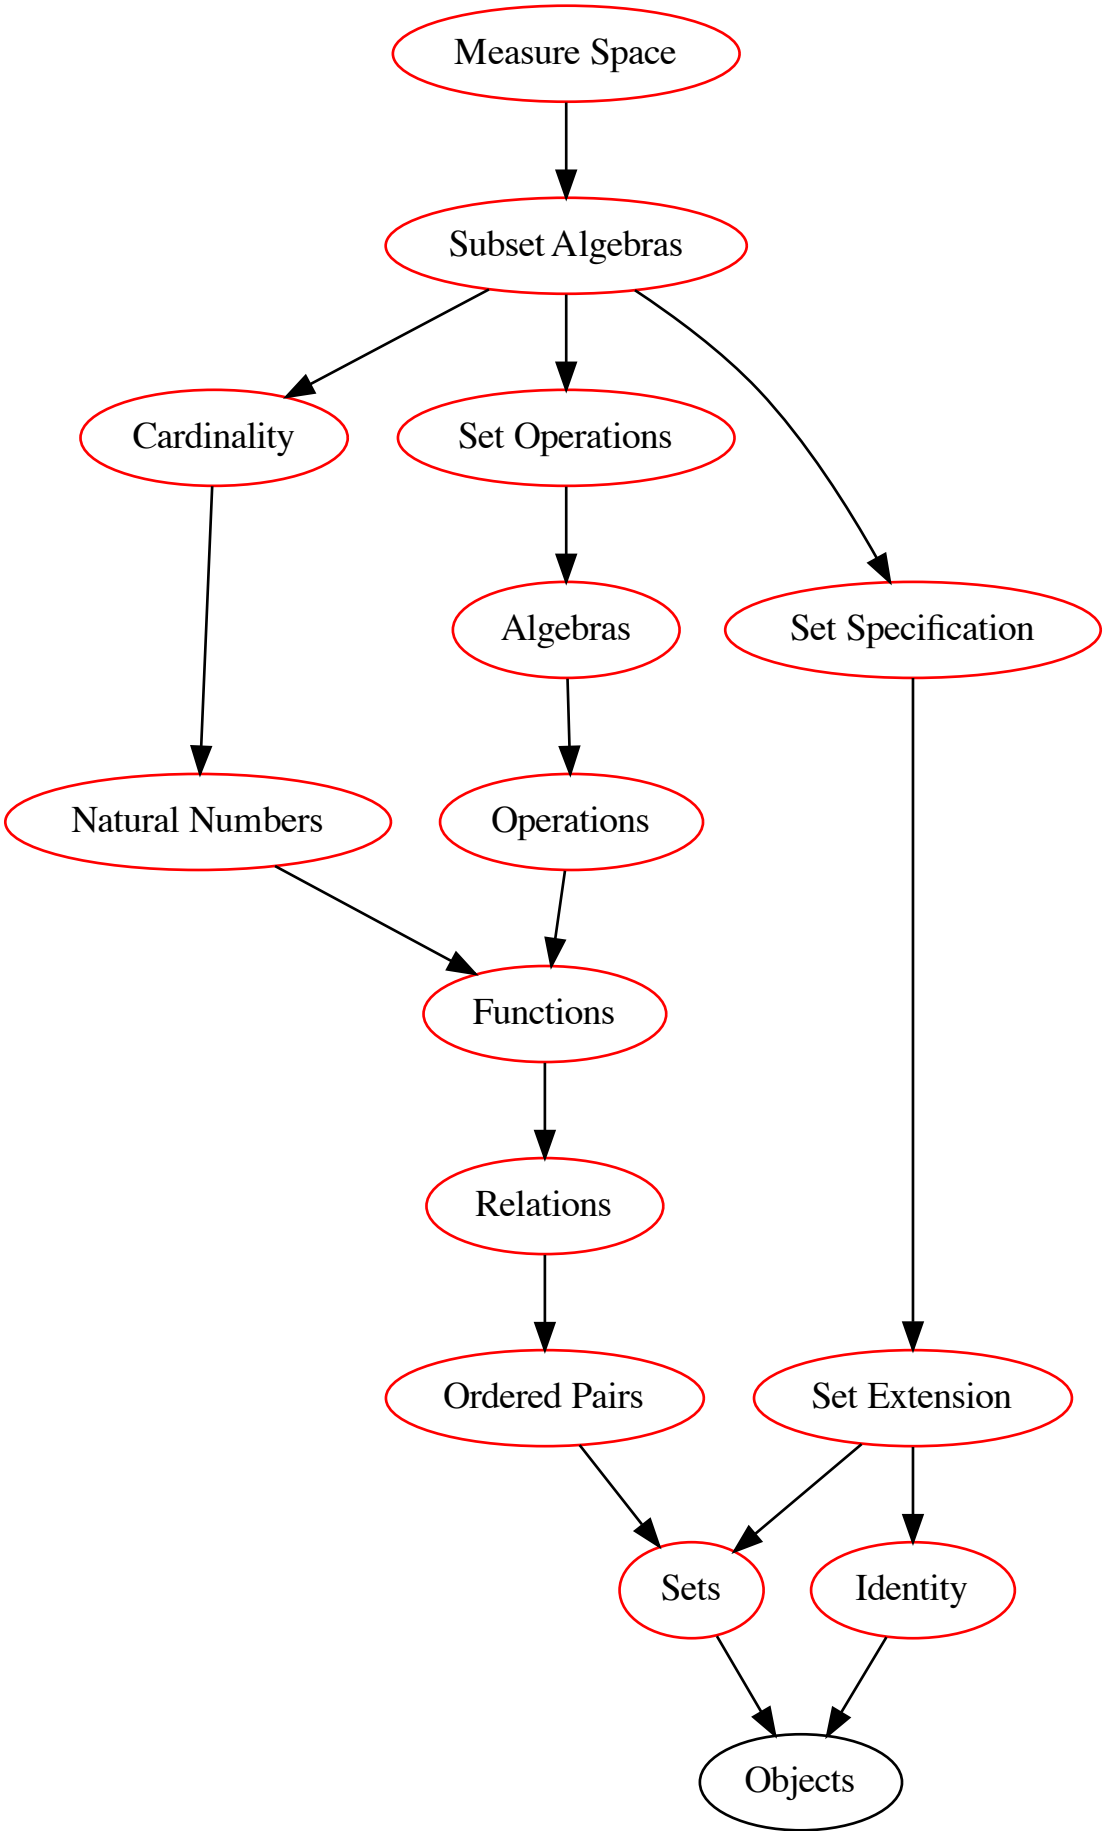 Measure Space
Subset Algebras
Cardinality
Set Operations
Algebras
Set Specification
Natural Numbers
Operations
Functions
Relations
Ordered Pairs
Set Extension
Sets
Identity
Objects